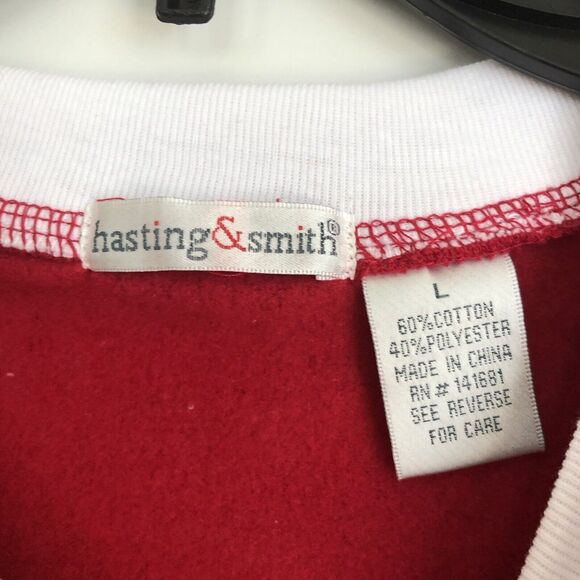 hasting&smith®
L
60%COTTON
40%POLYESTER
MADE IN CHINA
RN # 141681
SEE REVERSE
FOR CARE